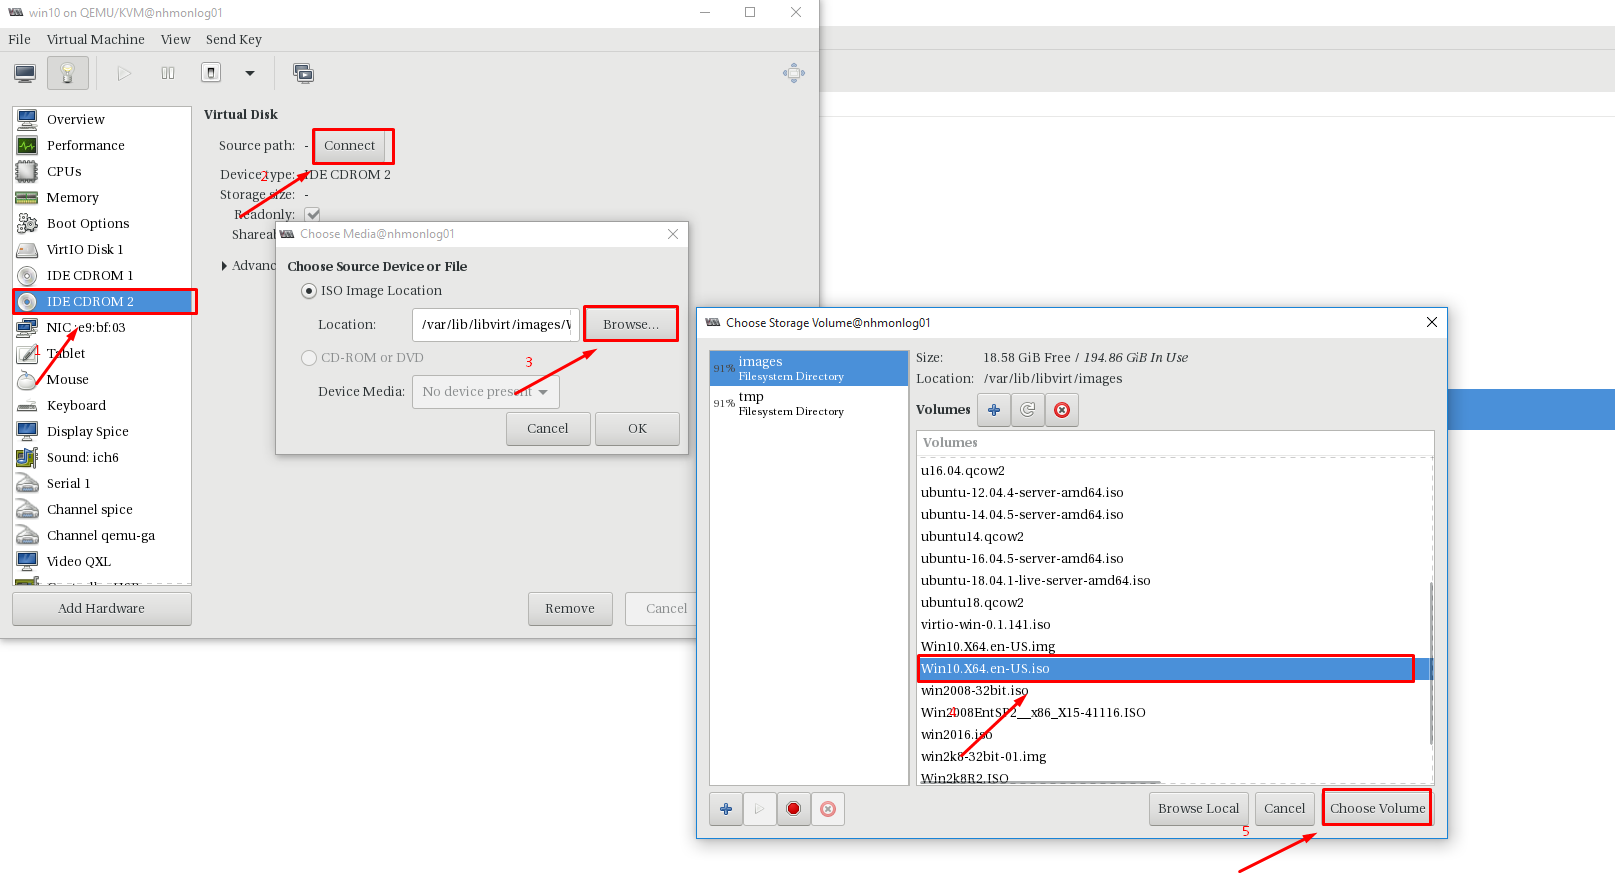 win10 on QEMU/KVM@nhmonlog01
File Virtual Machine View Send Key
Overview
Performance
CPUs
Memory
Boot Options
VirtIO Disk 1
IDE CDROM 1
IDE CDROM 2
NIC :e9:bf:03
Tablet
Mouse
Keyboard
Display Spice
Sound: ich6
Serial 1
Channel spice
Channel qemu-ga
Video QXL
Add Hardware
Virtual Disk
Source path: - Connect
Device type: IDE CDROM 2
Storage size: -
Readonly:
Shareab
Advanc
Remove Cancel
1
2
Choose Media@nhmonlog01
Choose Source Device or File
ISO Image Location
Location: /var/lib/libvirt/images/W Browse...
CD-ROM or DVD
3
Device Media: No device present
Cancel OK
Choose Storage Volume@nhmonlog01
91% images
Filesystem Directory
91% tmp
Filesystem Directory
Size: 18.58 GiB Free / 194.86 GiB In Use
Location: /var/lib/libvirt/images
Volumes
Volumes
u16.04.qcow2
ubuntu-12.04.4-server-amd64.iso
ubuntu-14.04.5-server-amd64.iso
ubuntu14.qcow2
ubuntu-16.04.5-server-amd64.iso
ubuntu-18.04.1-live-server-amd64.iso
ubuntu18.qcow2
virtio-win-0.1.141.iso
Win10.X64.en-US.img
Win10.X64.en-US.iso
win2008-32bit.iso
Win2008EntSP2__x86_X15-41116.ISO
4
win2016.iso
win2k8-32bit-01.img
Win2k8R2.ISO
Browse Local Cancel Choose Volume
5